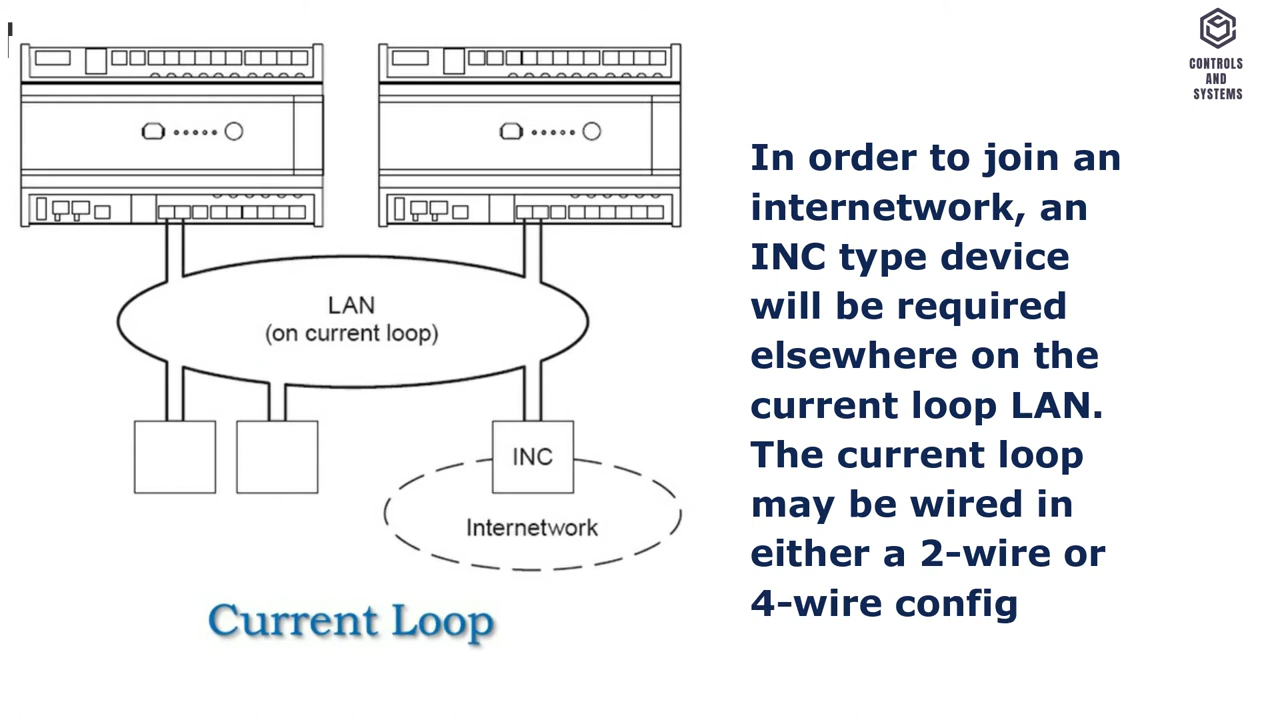 CONTROLS
AND
SYSTEMS
LAN
(on current loop)
INC
Internetwork
Current Loop
In order to join an
internetwork, an
INC type device
will be required
elsewhere on the
current loop LAN.
The current loop
may be wired in
either a 2-wire or
4-wire config